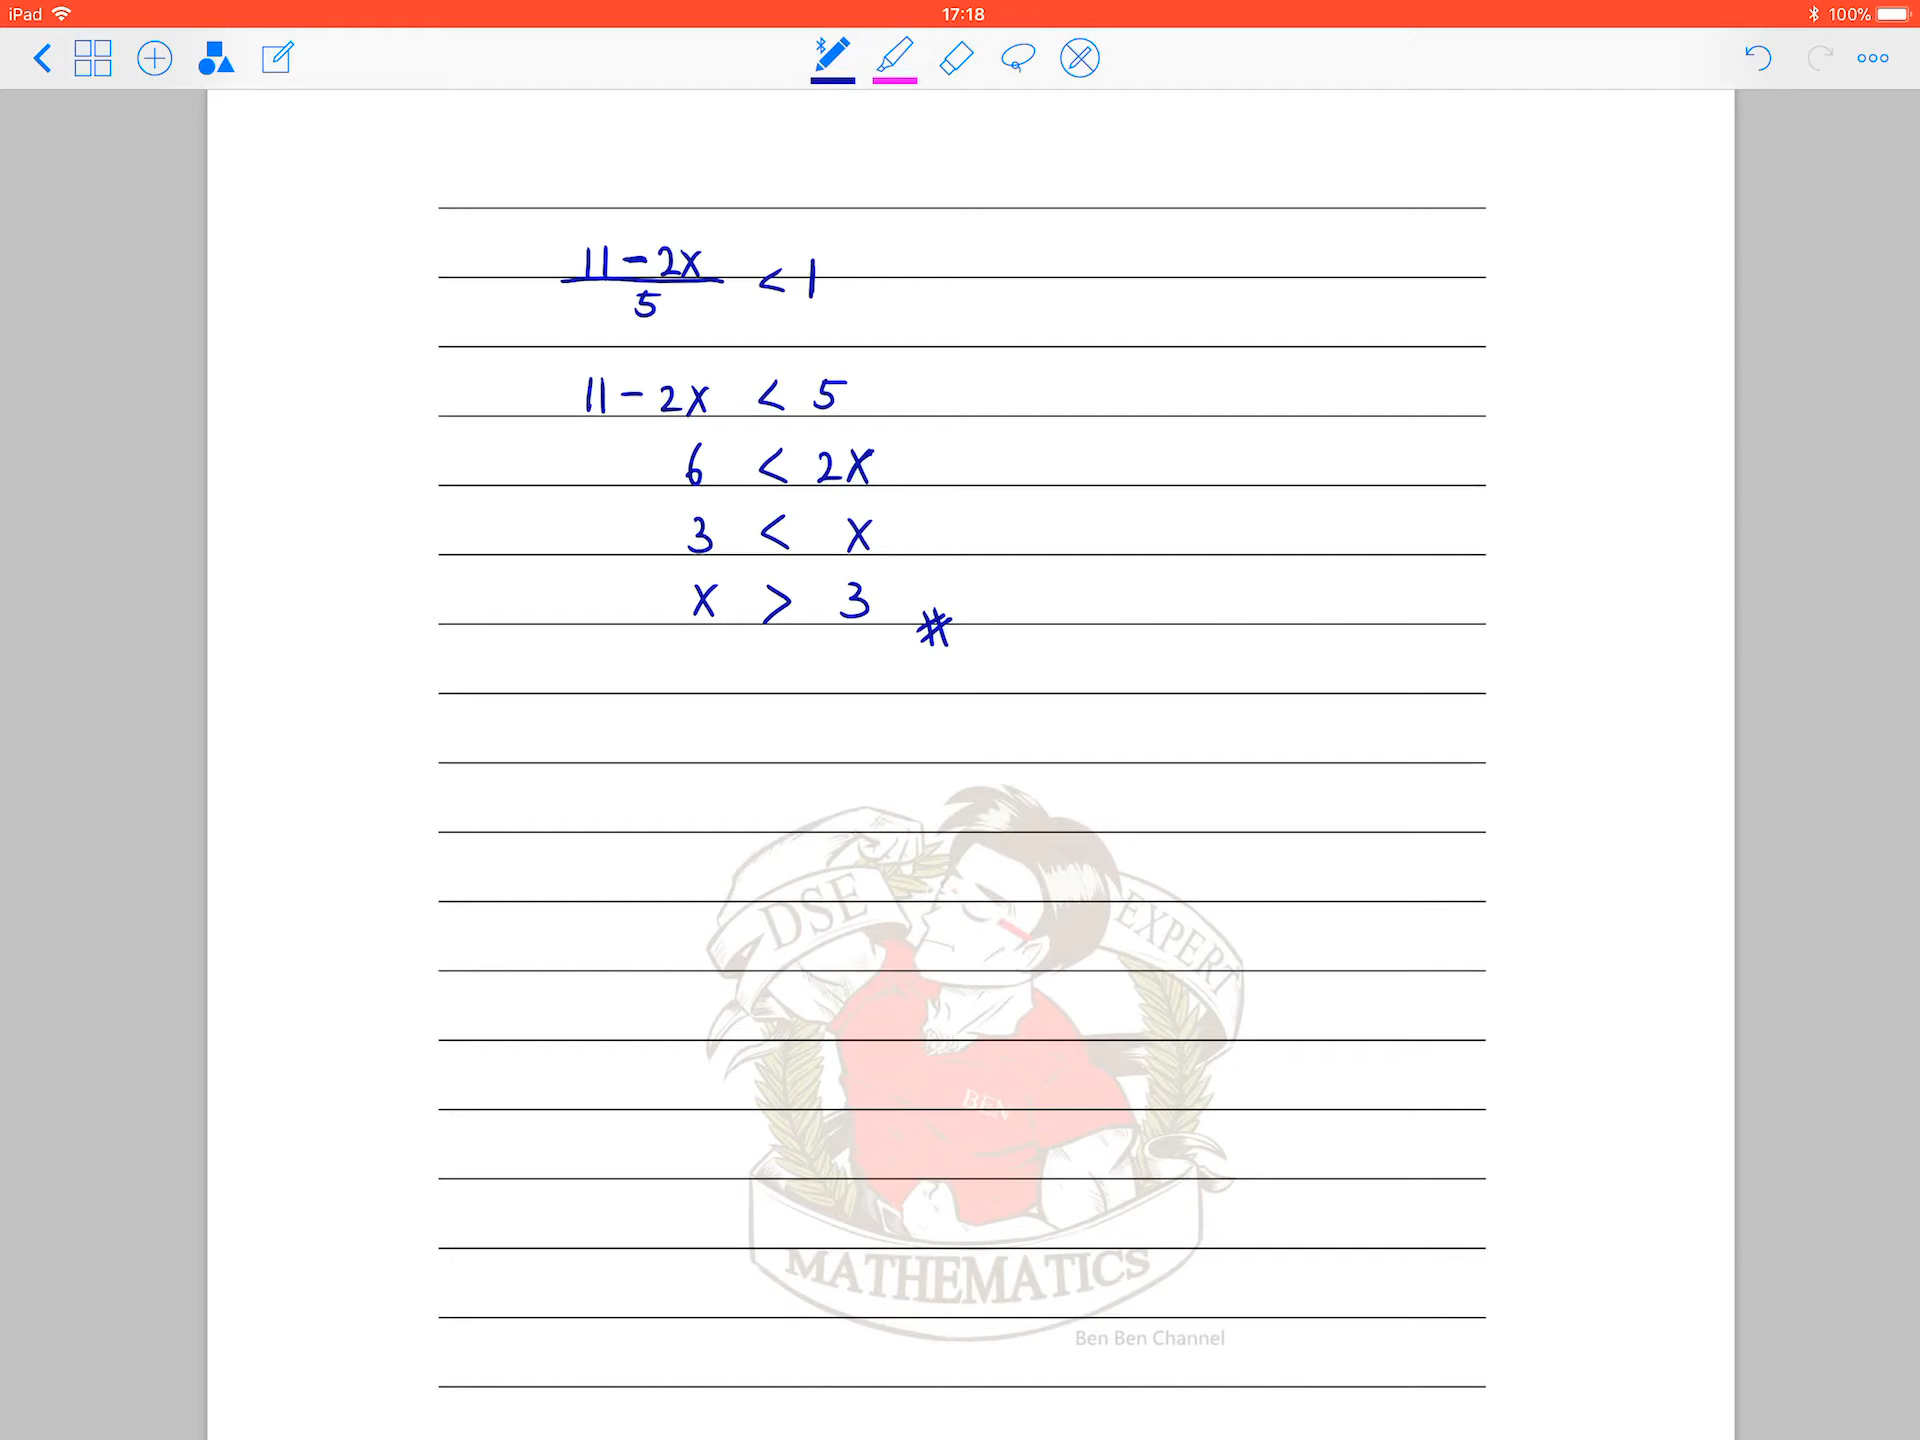 iPad 17:18 100%
11 - 2x / 5 < 1
11 - 2x < 5
6 < 2x
3 < x
x > 3 #
DSE EXPERT
BEN
MATHEMATICS
Ben Ben Channel